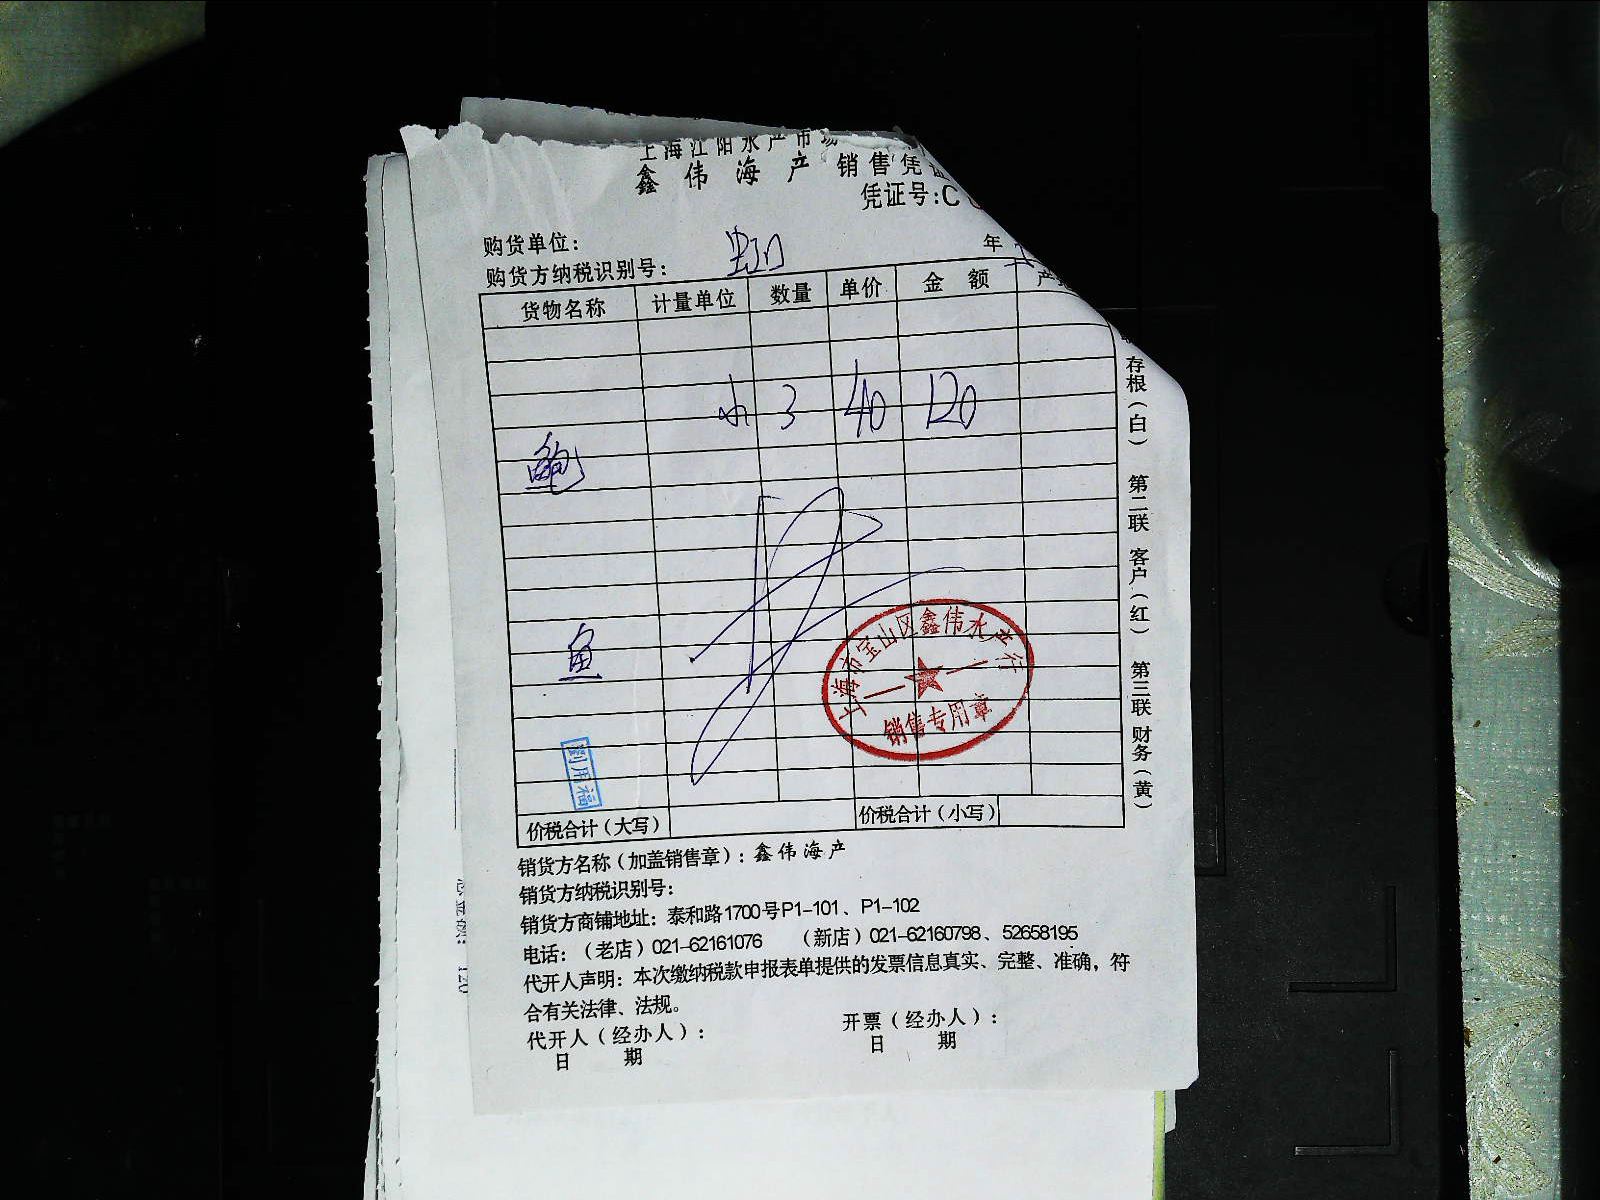 上海江阳水产市场
鑫伟海产 销售凭证
凭证号:C
购货单位:
年
购货方纳税识别号:
货物名称 计量单位 数量 单价 金额
3 40 120
鲍
鱼
上海市宝山区鑫伟水产行
销售专用章
价税合计(大写) 价税合计(小写)
存根(白) 第二联 客户(红) 第三联 财务(黄)
销货方名称(加盖销售章):鑫伟海产
销货方纳税识别号:
销货方商铺地址:泰和路1700号P1-101、P1-102
电话:(老店)021-62161076 (新店)021-62160798、52658195
代开人声明:本次缴纳税款申报表单提供的发票信息真实、完整、准确,符
合有关法律、法规。
代开人(经办人): 开票(经办人):
日 期 日 期